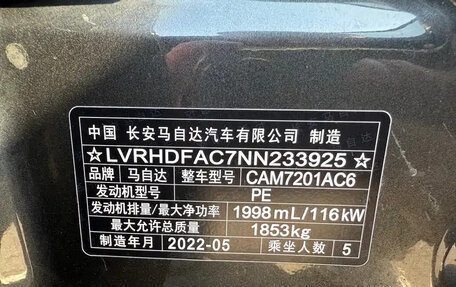 中国 长安马自达汽车有限公司 制造
☆LVRHDFAC7NN233925☆
品牌 马自达 整车型号 CAM7201AC6
发动机型号 PE
发动机排量/最大净功率 1998mL/116kW
最大允许总质量 1853kg
制造年月 2022-05 乘坐人数 5